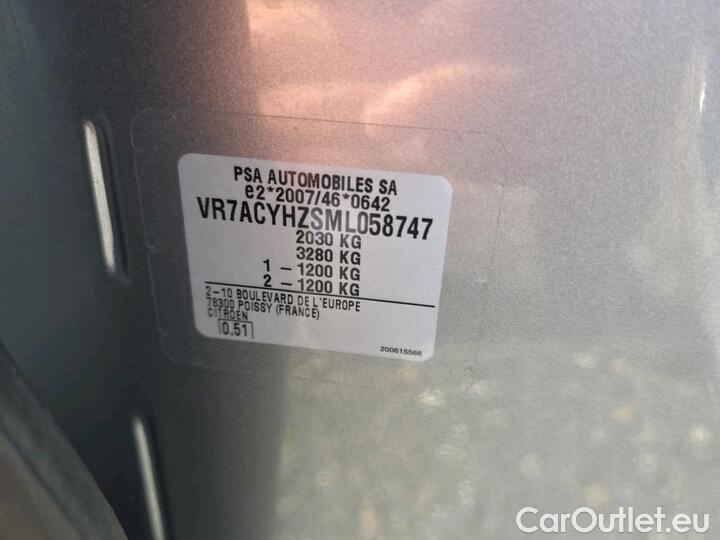 PSA AUTOMOBILES SA
e2*2007/46*0642
VR7ACYHZSML058747
2030 KG
3280 KG
1 - 1200 KG
2 - 1200 KG
2-10 BOULEVARD DE L'EUROPE
78300 POISSY (FRANCE)
CITROEN
0.51
200615566
CarOutlet.eu